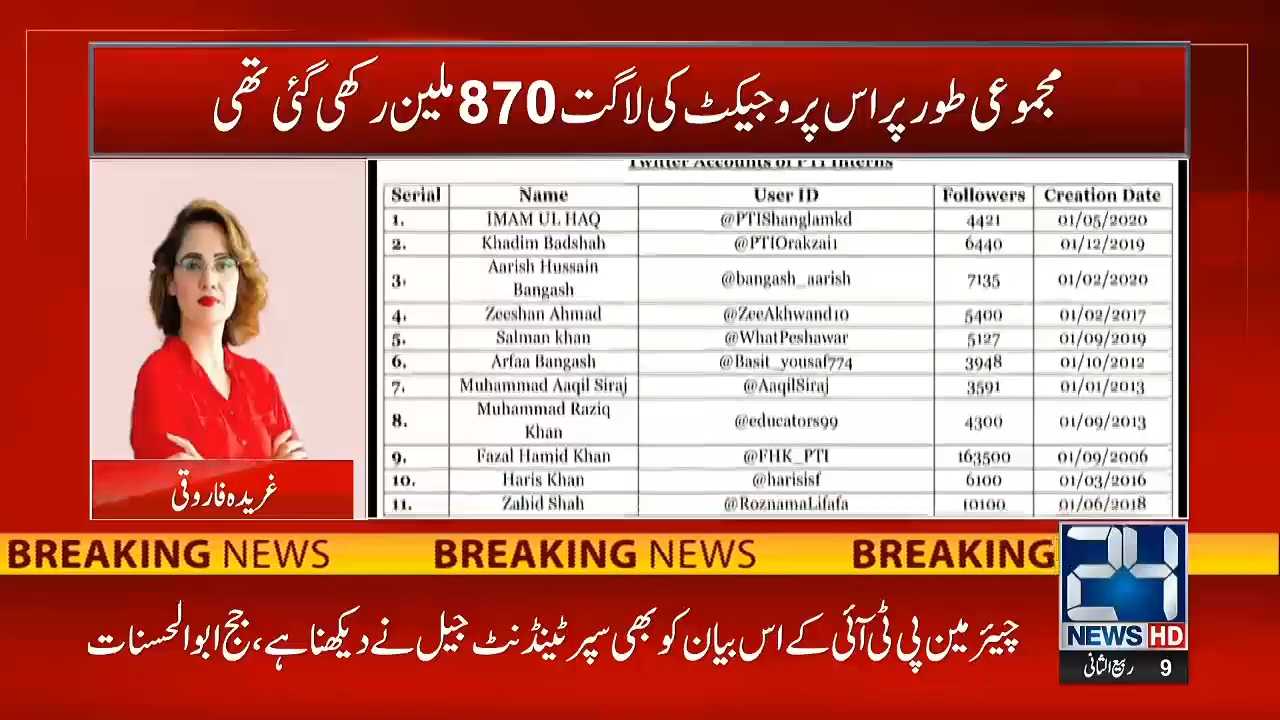 مجموعی طور پر اس پروجیکٹ کی لاگت 870 ملین رکھی گئی تھی
Twitter Accounts of PTI Interns
Serial Name User ID Followers Creation Date
1. IMAM UL HAQ @PTIShanglamkd 4421 01/05/2020
2. Khadim Badshah @PTIOrakzai1 6440 01/12/2019
3. Aarish Hussain Bangash @bangash_aarish 7135 01/02/2020
4. Zeeshan Ahmad @ZeeAkhwand10 5400 01/02/2017
5. Salman khan @WhatPeshawar 5127 01/09/2019
6. Arfaa Bangash @Basit_yousaf774 3948 01/10/2012
7. Muhammad Aaqil Siraj @AaqilSiraj 3591 01/01/2013
8. Muhammad Raziq Khan @educators99 4300 01/09/2013
9. Fazal Hamid Khan @FHK_PTI 163500 01/09/2006
10. Haris Khan @harisisf 6100 01/03/2016
11. Zahid Shah @RoznamaLifafa 10100 01/06/2018
غریدہ فاروقی
BREAKING NEWS BREAKING NEWS BREAKING
24
NEWS HD
9 ربیع الثانی
چیئرمین پی ٹی آئی کے اس بیان کو بھی سپرٹینڈنٹ جیل نے دیکھنا ہے، جج ابوالحسنات